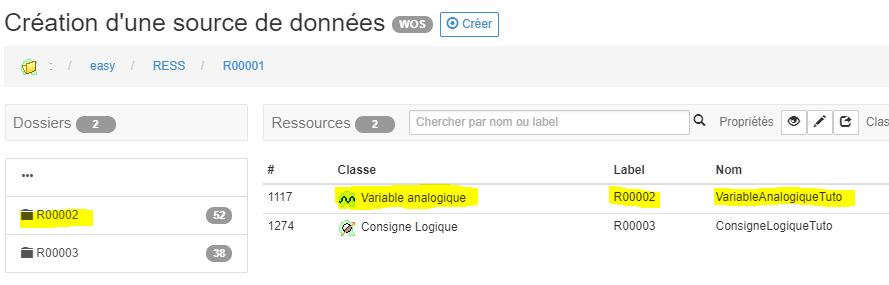 Création d'une source de données WOS Créer
: / easy / RESS / R00001
Dossiers 2
Ressources 2 Chercher par nom ou label Propriétés Clas
•••
R00002 52
R00003 38
# Classe Label Nom
1117 Variable analogique R00002 VariableAnalogiqueTuto
1274 Consigne Logique R00003 ConsigneLogiqueTuto